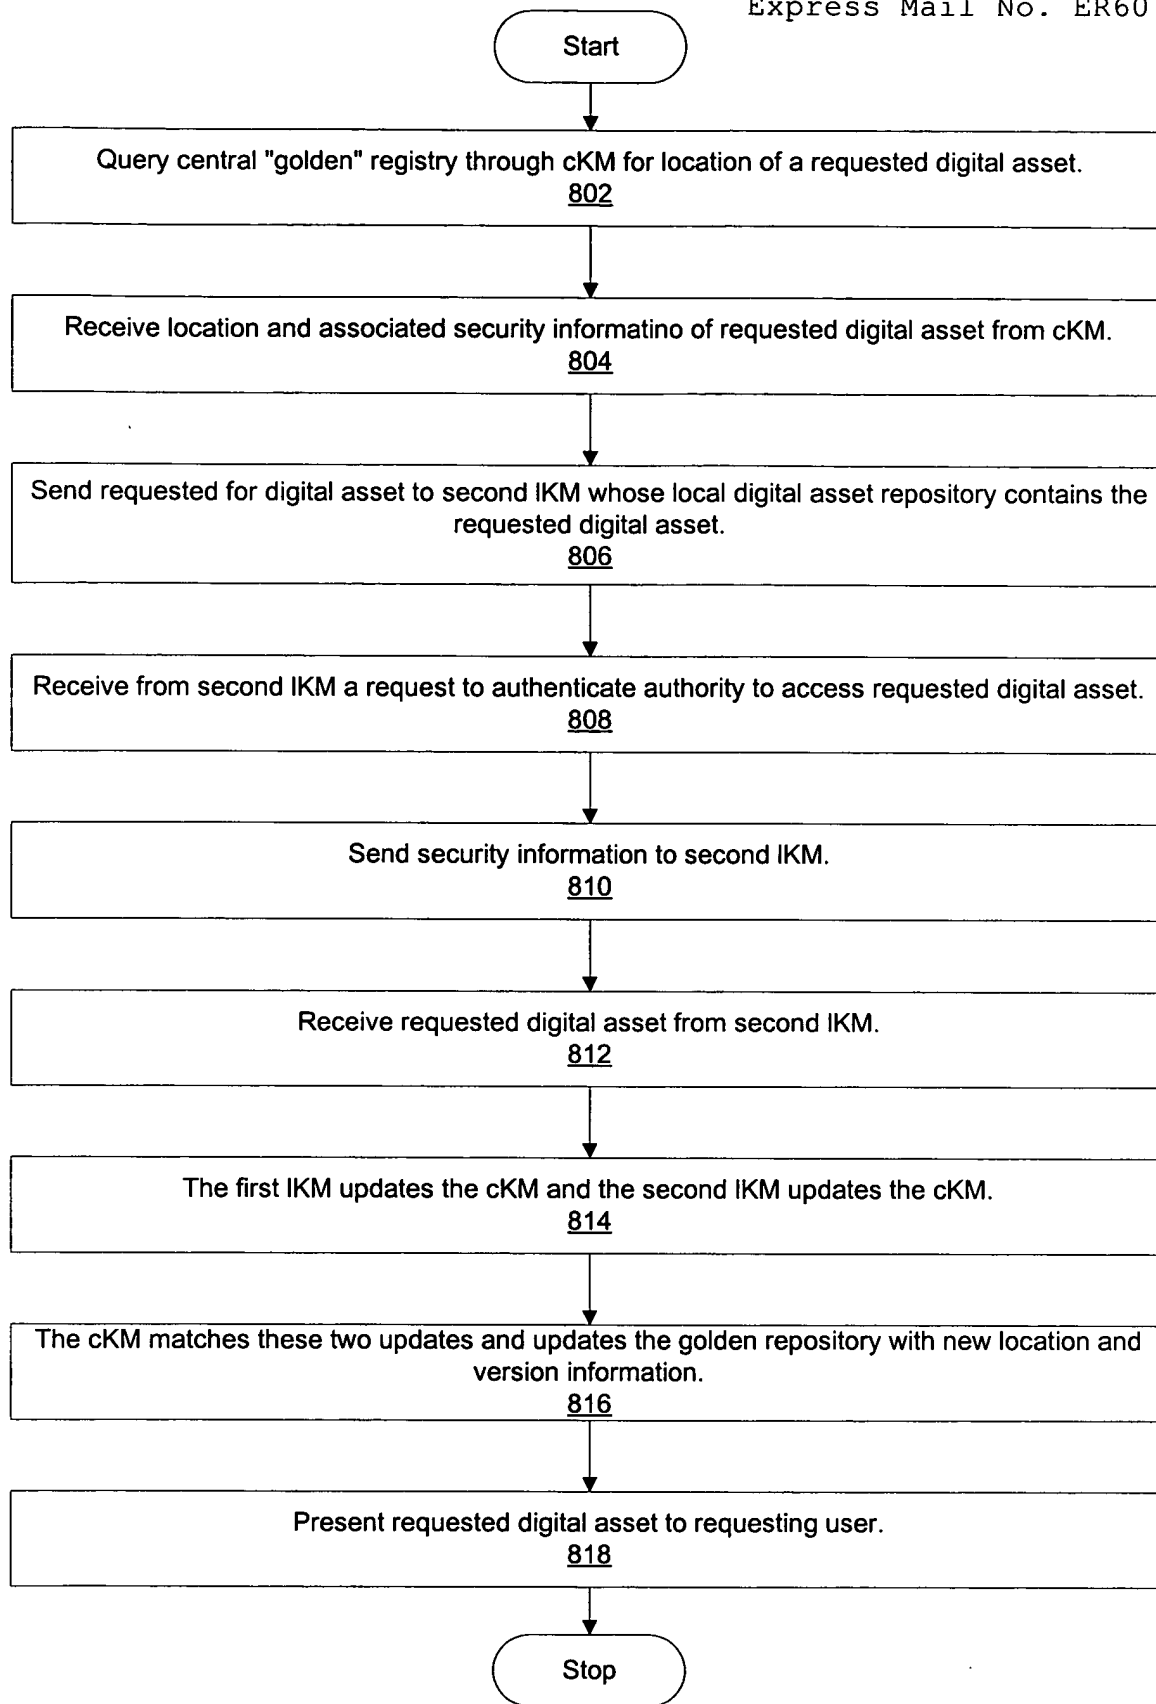 Express Mail No. ER60
Start
Query central "golden" registry through cKM for location of a requested digital asset.
802
Receive location and associated security informatino of requested digital asset from cKM.
804
Send requested for digital asset to second lKM whose local digital asset repository contains the
requested digital asset.
806
Receive from second lKM a request to authenticate authority to access requested digital asset.
808
Send security information to second lKM.
810
Receive requested digital asset from second lKM.
812
The first lKM updates the cKM and the second lKM updates the cKM.
814
The cKM matches these two updates and updates the golden repository with new location and
version information.
816
Present requested digital asset to requesting user.
818
Stop